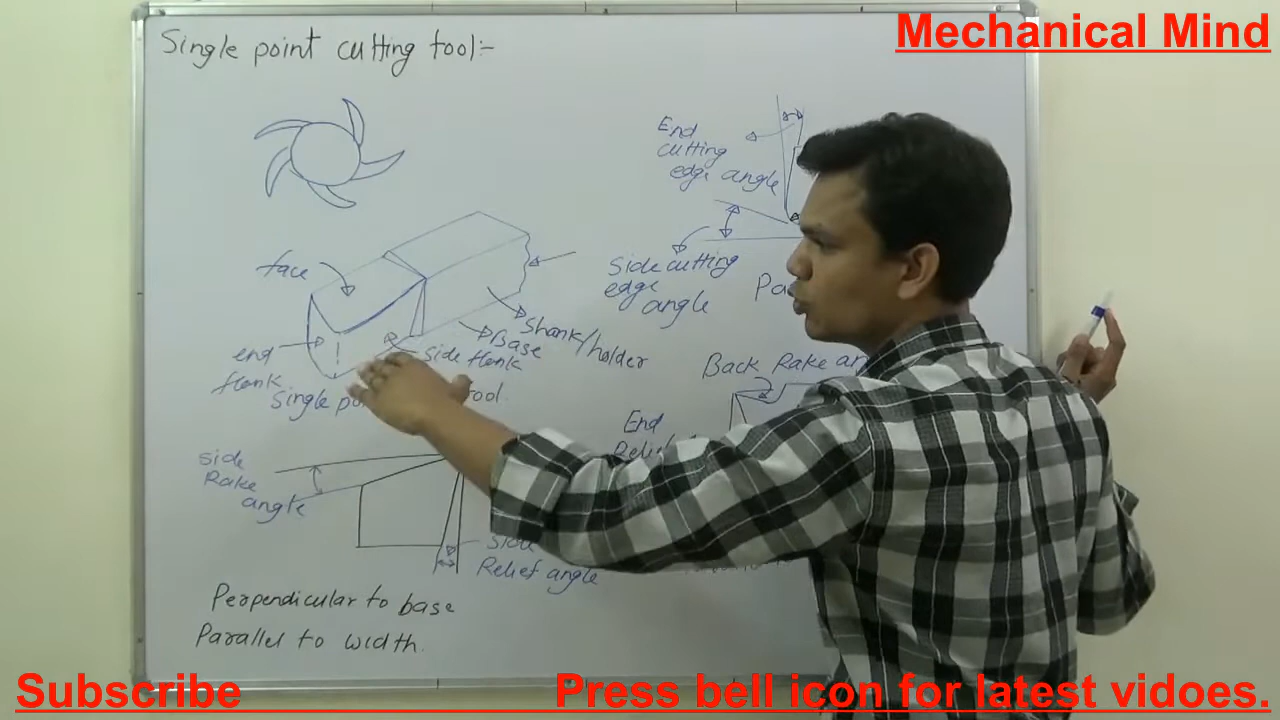 Mechanical Mind
Single point cutting tool:-
End
cutting
edge angle
face
Side cutting
edge
angle
Shank/holder
Base
Side flank
end
flank
Single
tool.
Back Rake
End
side
Rake
angle
Side
Relief angle
Perpendicular to base
Parallel to width.
Subscribe
Press bell icon for latest vidoes.